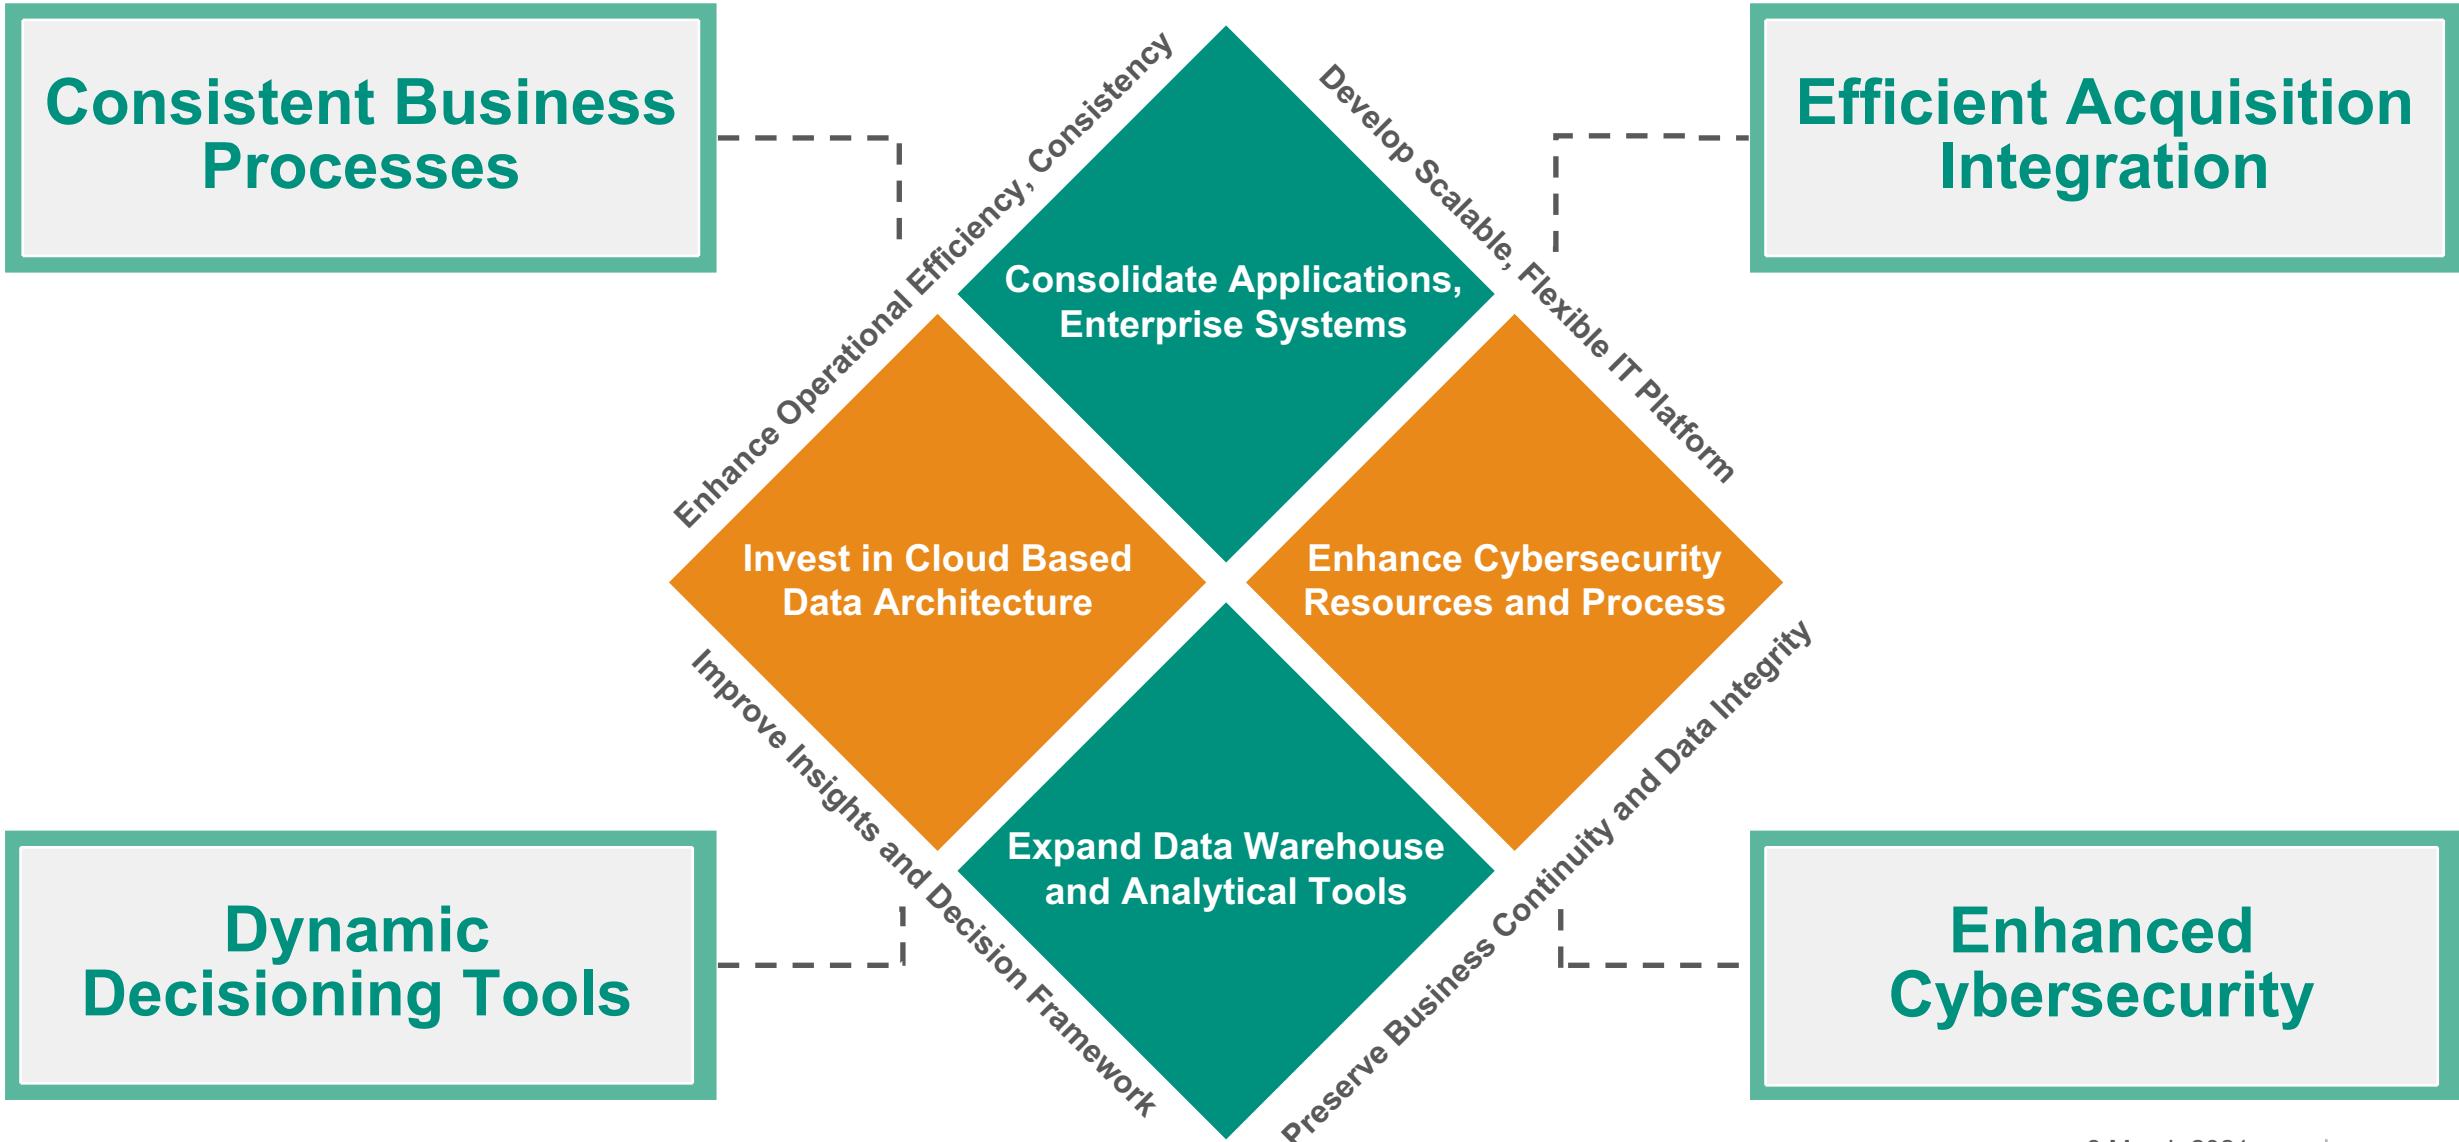 Consistent Business
Processes
Efficient Acquisition
Integration
Enhance Operational Efficiency, Consistency
Develop Scalable, Flexible IT Platform
Consolidate Applications,
Enterprise Systems
Invest in Cloud Based
Data Architecture
Enhance Cybersecurity
Resources and Process
Expand Data Warehouse
and Analytical Tools
Improve Insights and Decision Framework
Preserve Business Continuity and Data Integrity
Dynamic
Decisioning Tools
Enhanced
Cybersecurity